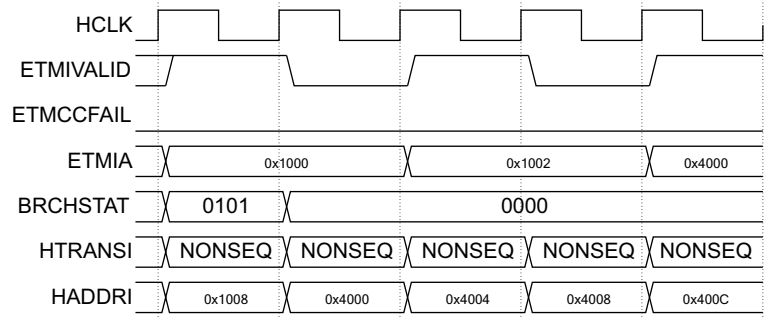 HCLK
ETMIVALID
ETMCCFAIL
ETMIA 0x1000 0x1002 0x4000
BRCHSTAT 0101 0000
HTRANSI NONSEQ NONSEQ NONSEQ NONSEQ NONSEQ
HADDRI 0x1008 0x4000 0x4004 0x4008 0x400C